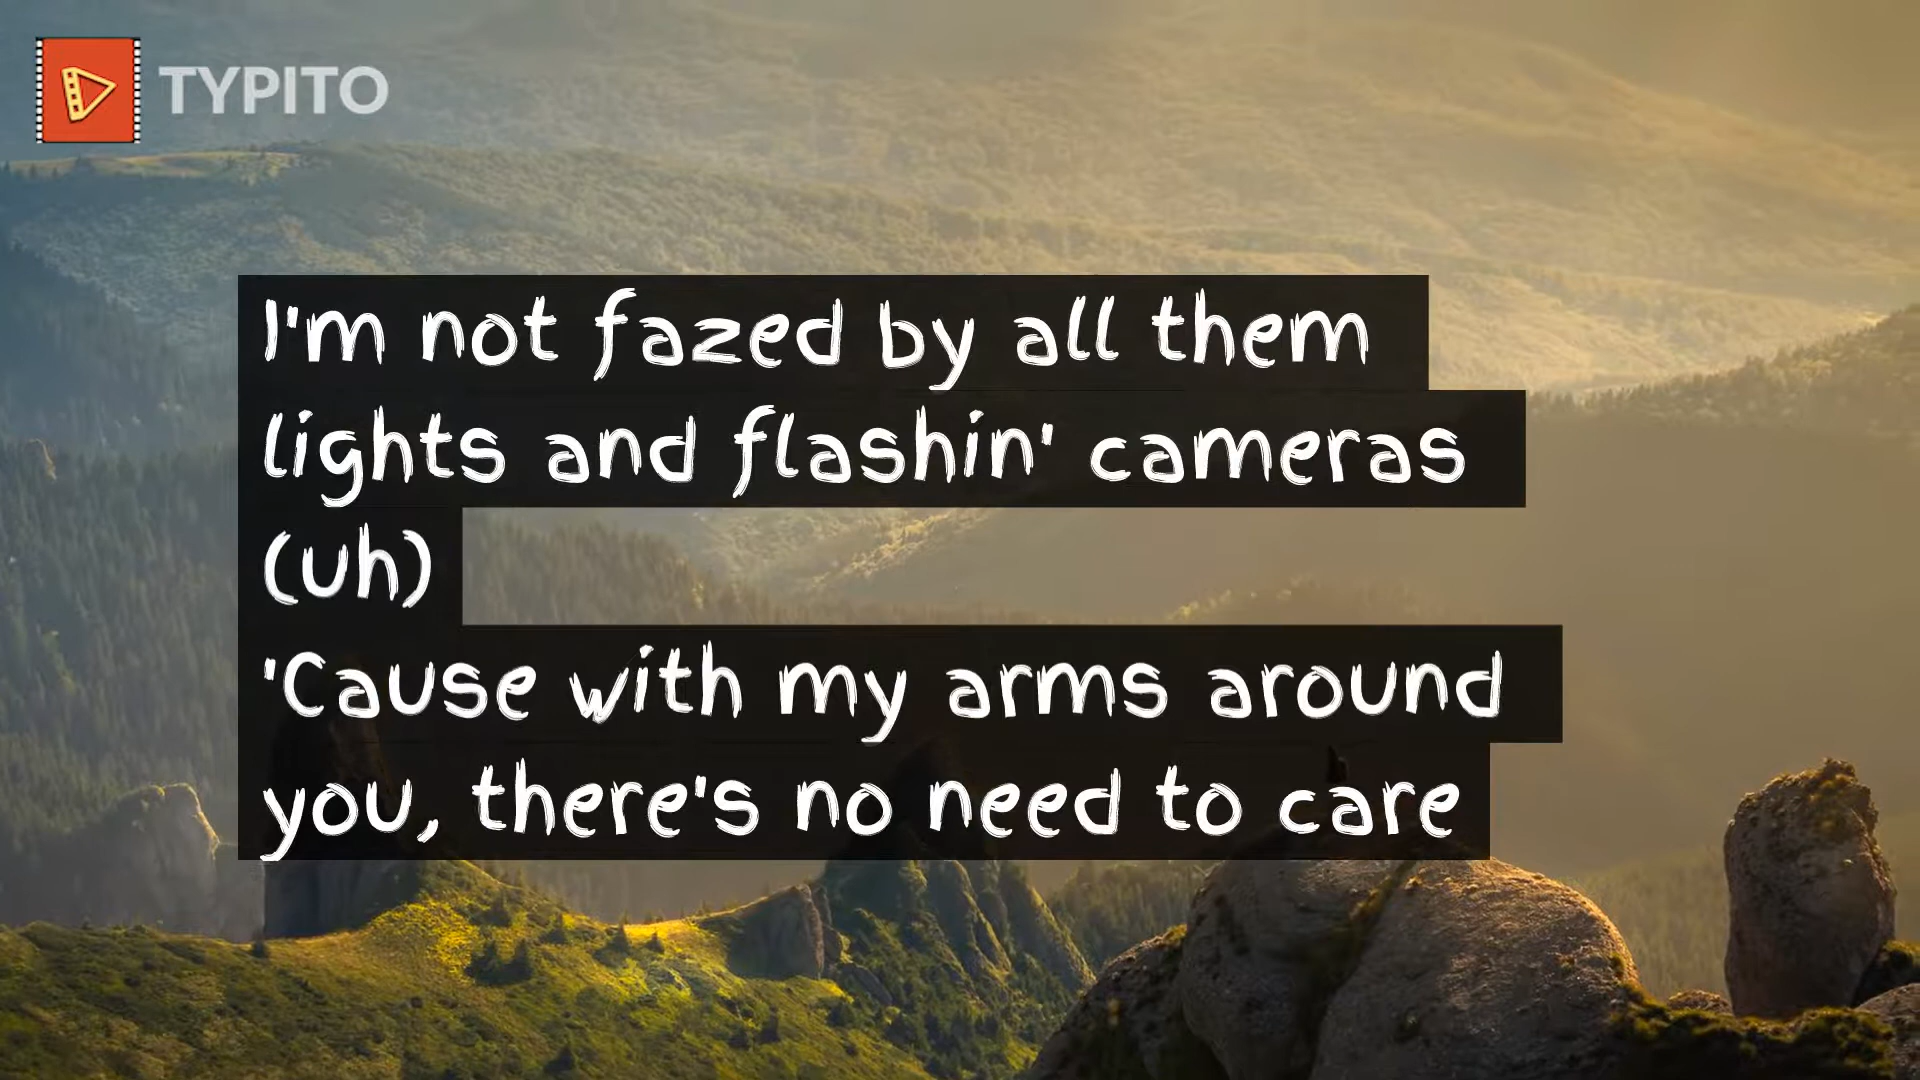 TYPITO
I'm not fazed by all them
lights and flashin' cameras
(uh)
'Cause with my arms around
you, there's no need to care